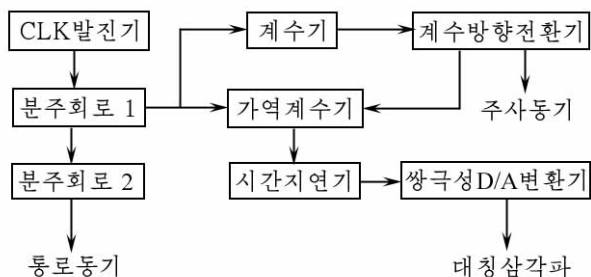 CLK발진기
계수기
계수방향전환기
분주회로 1
가역계수기
주사동기
분주회로 2
시간지연기
쌍극성D/A변환기
통로동기
대칭삼각파